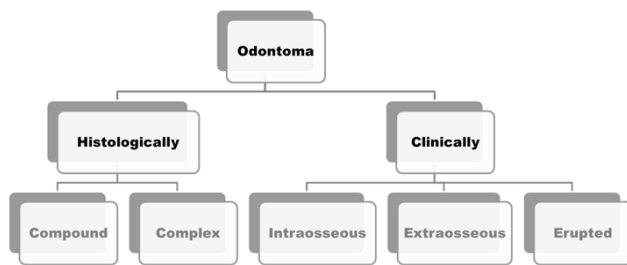 Odontoma
Histologically
Clinically
Compound
Complex
Intraosseous
Extraosseous
Erupted